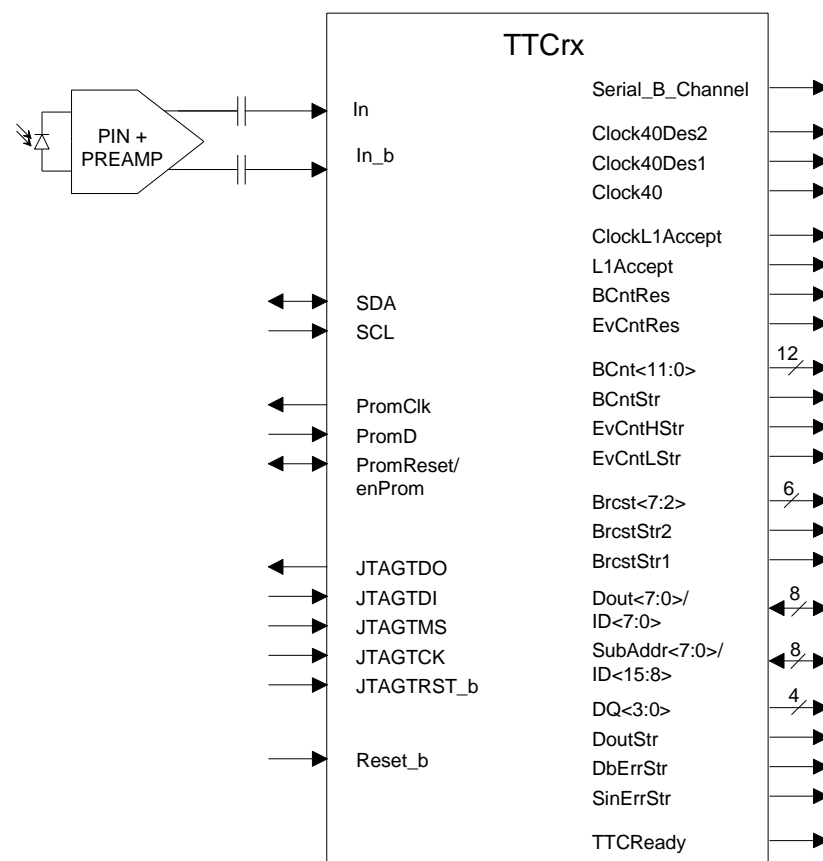 TTCrx
PIN +
PREAMP
In
In_b
SDA
SCL
PromClk
PromD
PromReset/
enProm
JTAGTDO
JTAGTDI
JTAGTMS
JTAGTCK
JTAGTRST_b
Reset_b
Serial_B_Channel
Clock40Des2
Clock40Des1
Clock40
ClockL1Accept
L1Accept
BCntRes
EvCntRes
BCnt<11:0>
12
BCntStr
EvCntHStr
EvCntLStr
Brcst<7:2>
6
BrcstStr2
BrcstStr1
Dout<7:0>/
8
ID<7:0>
SubAddr<7:0>/
8
ID<15:8>
DQ<3:0>
4
DoutStr
DbErrStr
SinErrStr
TTCReady